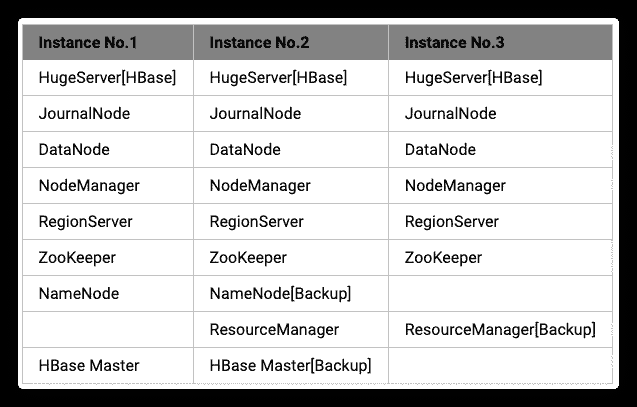 Instance No.1 Instance No.2 Instance No.3
HugeServer[HBase] HugeServer[HBase] HugeServer[HBase]
JournalNode JournalNode JournalNode
DataNode DataNode DataNode
NodeManager NodeManager NodeManager
RegionServer RegionServer RegionServer
ZooKeeper ZooKeeper ZooKeeper
NameNode NameNode[Backup]
ResourceManager ResourceManager[Backup]
HBase Master HBase Master[Backup]